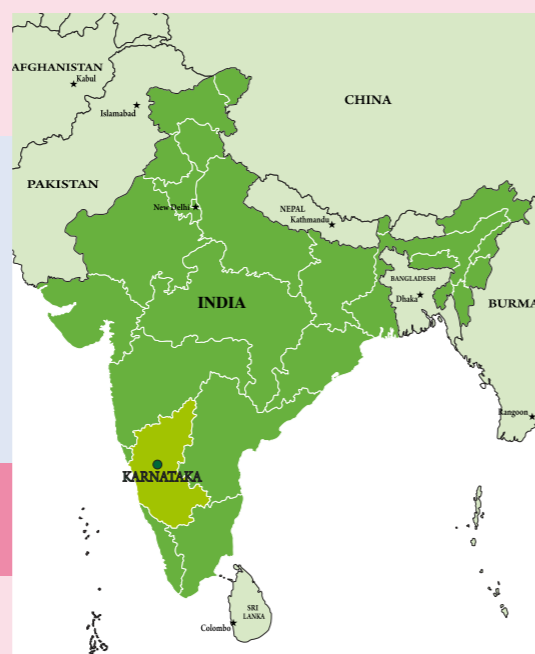 AFGHANISTAN
Kabul
Islamabad
CHINA
PAKISTAN
New Delhi
NEPAL
Kathmandu
BANGLADESH
Dhaka
INDIA
BURMA
Rangoon
KARNATAKA
SRI
LANKA
Colombo